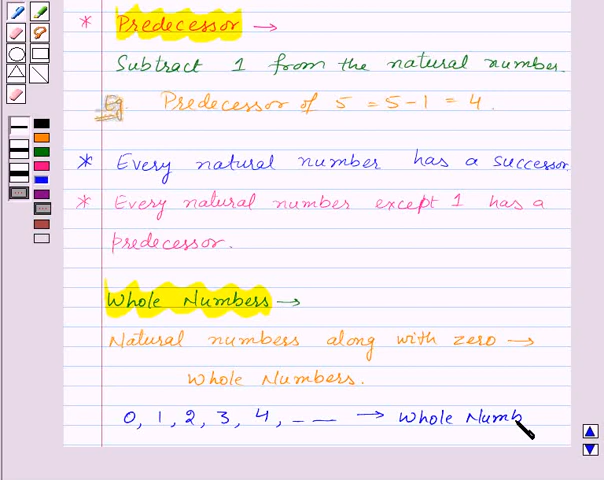 * Predecessor →
Subtract 1 from the natural number.
Eg. Predecessor of 5 = 5-1 = 4.
* Every natural number has a successor.
* Every natural number except 1 has a
predecessor.
Whole Numbers →
Natural numbers along with zero →
Whole Numbers.
0, 1, 2, 3, 4, – — → Whole Numb